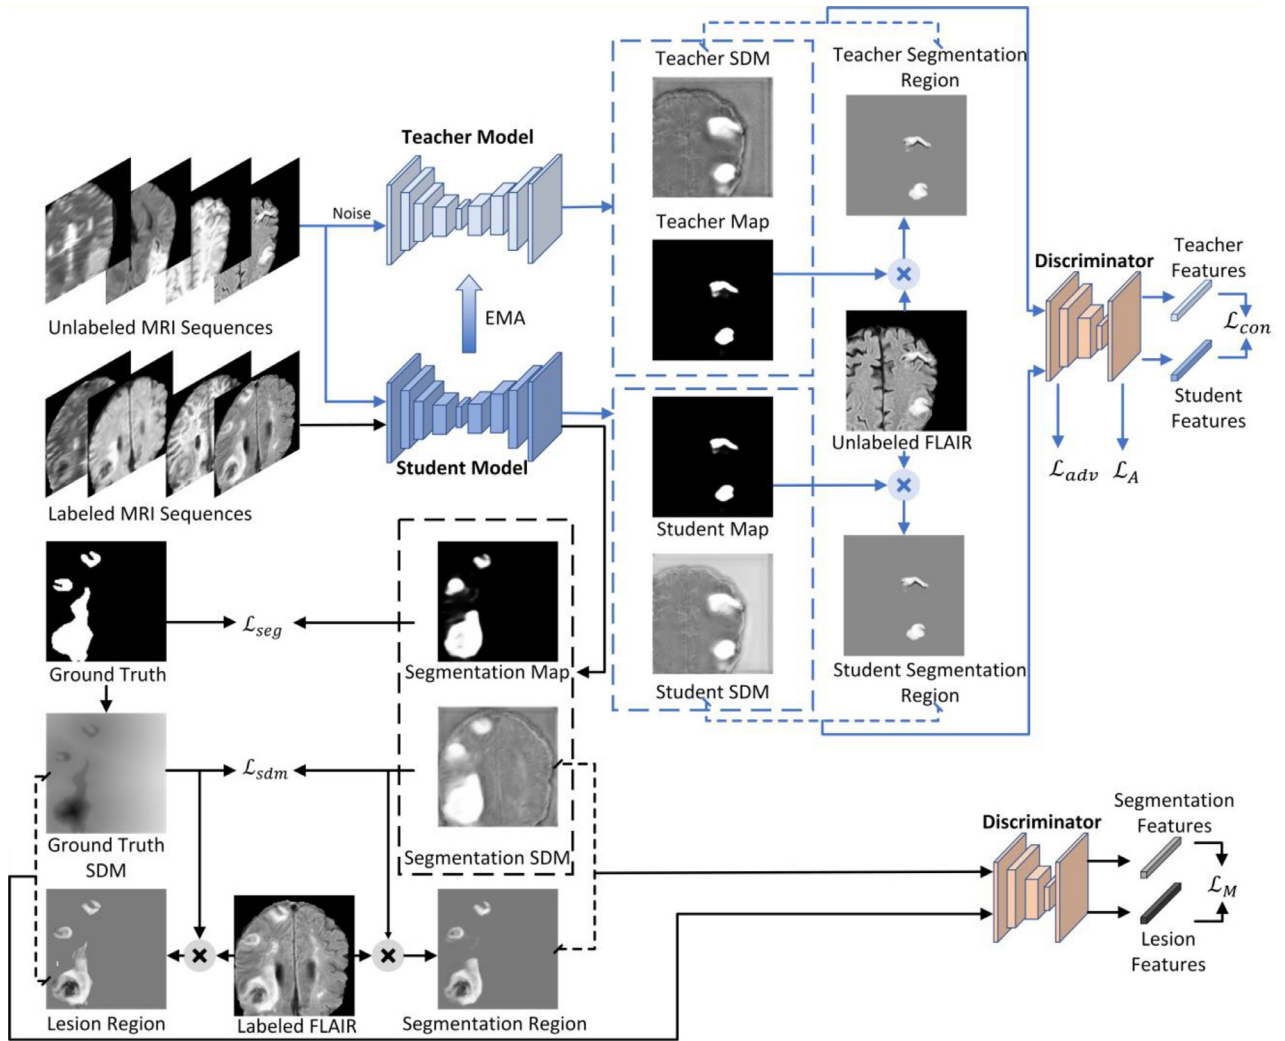 Teacher SDM
Teacher Segmentation
Region
Teacher Model
Noise
Teacher Map
Unlabeled MRI Sequences
EMA
Discriminator
Teacher
Features
ℒcon
Student
Features
ℒadv
ℒA
Unlabeled FLAIR
Student Model
Labeled MRI Sequences
Student Map
ℒseg
Ground Truth
Segmentation Map
Student SDM
Student Segmentation
Region
ℒsdm
Ground Truth
SDM
Segmentation SDM
Discriminator
Segmentation
Features
ℒM
Lesion
Features
Lesion Region
Labeled FLAIR
Segmentation Region